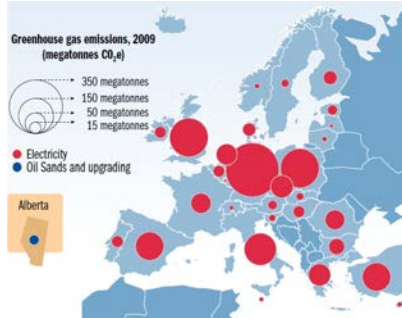 Greenhouse gas emissions, 2009
(megatonnes CO₂e)
350 megatonnes
150 megatonnes
50 megatonnes
15 megatonnes
Electricity
Oil Sands and upgrading
Alberta